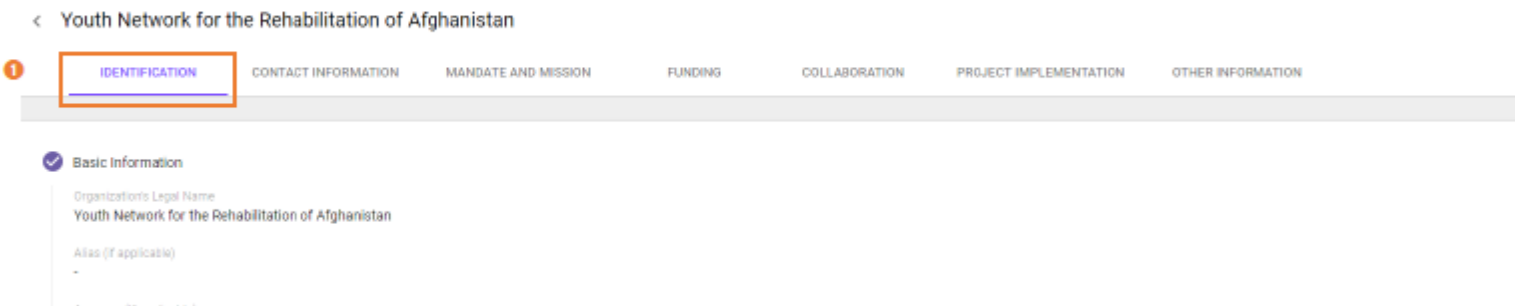 < Youth Network for the Rehabilitation of Afghanistan
1 IDENTIFICATION CONTACT INFORMATION MANDATE AND MISSION FUNDING COLLABORATION PROJECT IMPLEMENTATION OTHER INFORMATION
Basic Information
Organization's Legal Name
Youth Network for the Rehabilitation of Afghanistan
Alias (if applicable)
-